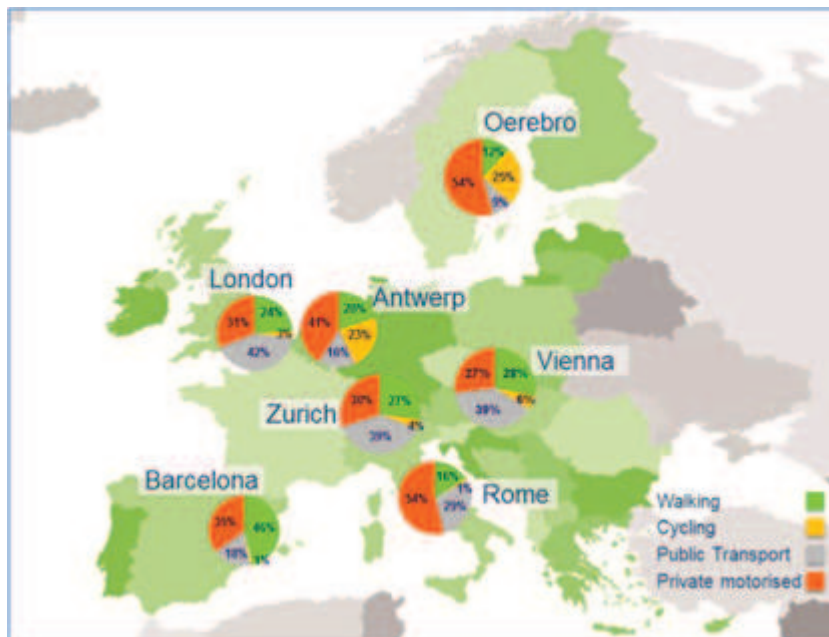 Oerebro
12%
54%
25%
9%
London
Antwerp
24%
31%
3%
42%
20%
41%
23%
16%
Vienna
27%
28%
6%
39%
Zurich
30%
27%
4%
39%
Barcelona
46%
35%
18%
Rome
16%
54%
1%
29%
Walking
Cycling
Public Transport
Private motorised